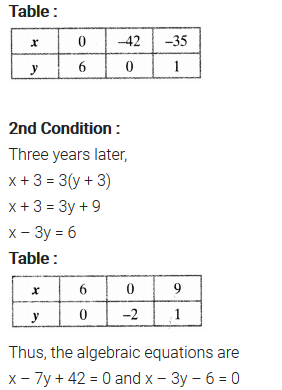 Table :
x 0 –42 –35
y 6 0 1
2nd Condition :
Three years later,
x + 3 = 3(y + 3)
x + 3 = 3y + 9
x – 3y = 6
Table :
x 6 0 9
y 0 –2 1
Thus, the algebraic equations are
x – 7y + 42 = 0 and x – 3y – 6 = 0